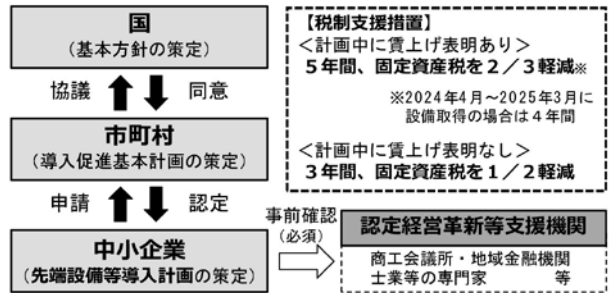 国
（基本方針の策定）
協議
同意
市町村
（導入促進基本計画の策定）
申請
認定
中小企業
（先端設備等導入計画の策定）
事前確認
（必須）
【税制支援措置】
＜計画中に賃上げ表明あり＞
５年間、固定資産税を２／３軽減※
※2024年4月～2025年3月に
設備取得の場合は４年間
＜計画中に賃上げ表明なし＞
３年間、固定資産税を１／２軽減
認定経営革新等支援機関
商工会議所・地域金融機関
士業等の専門家　　　等